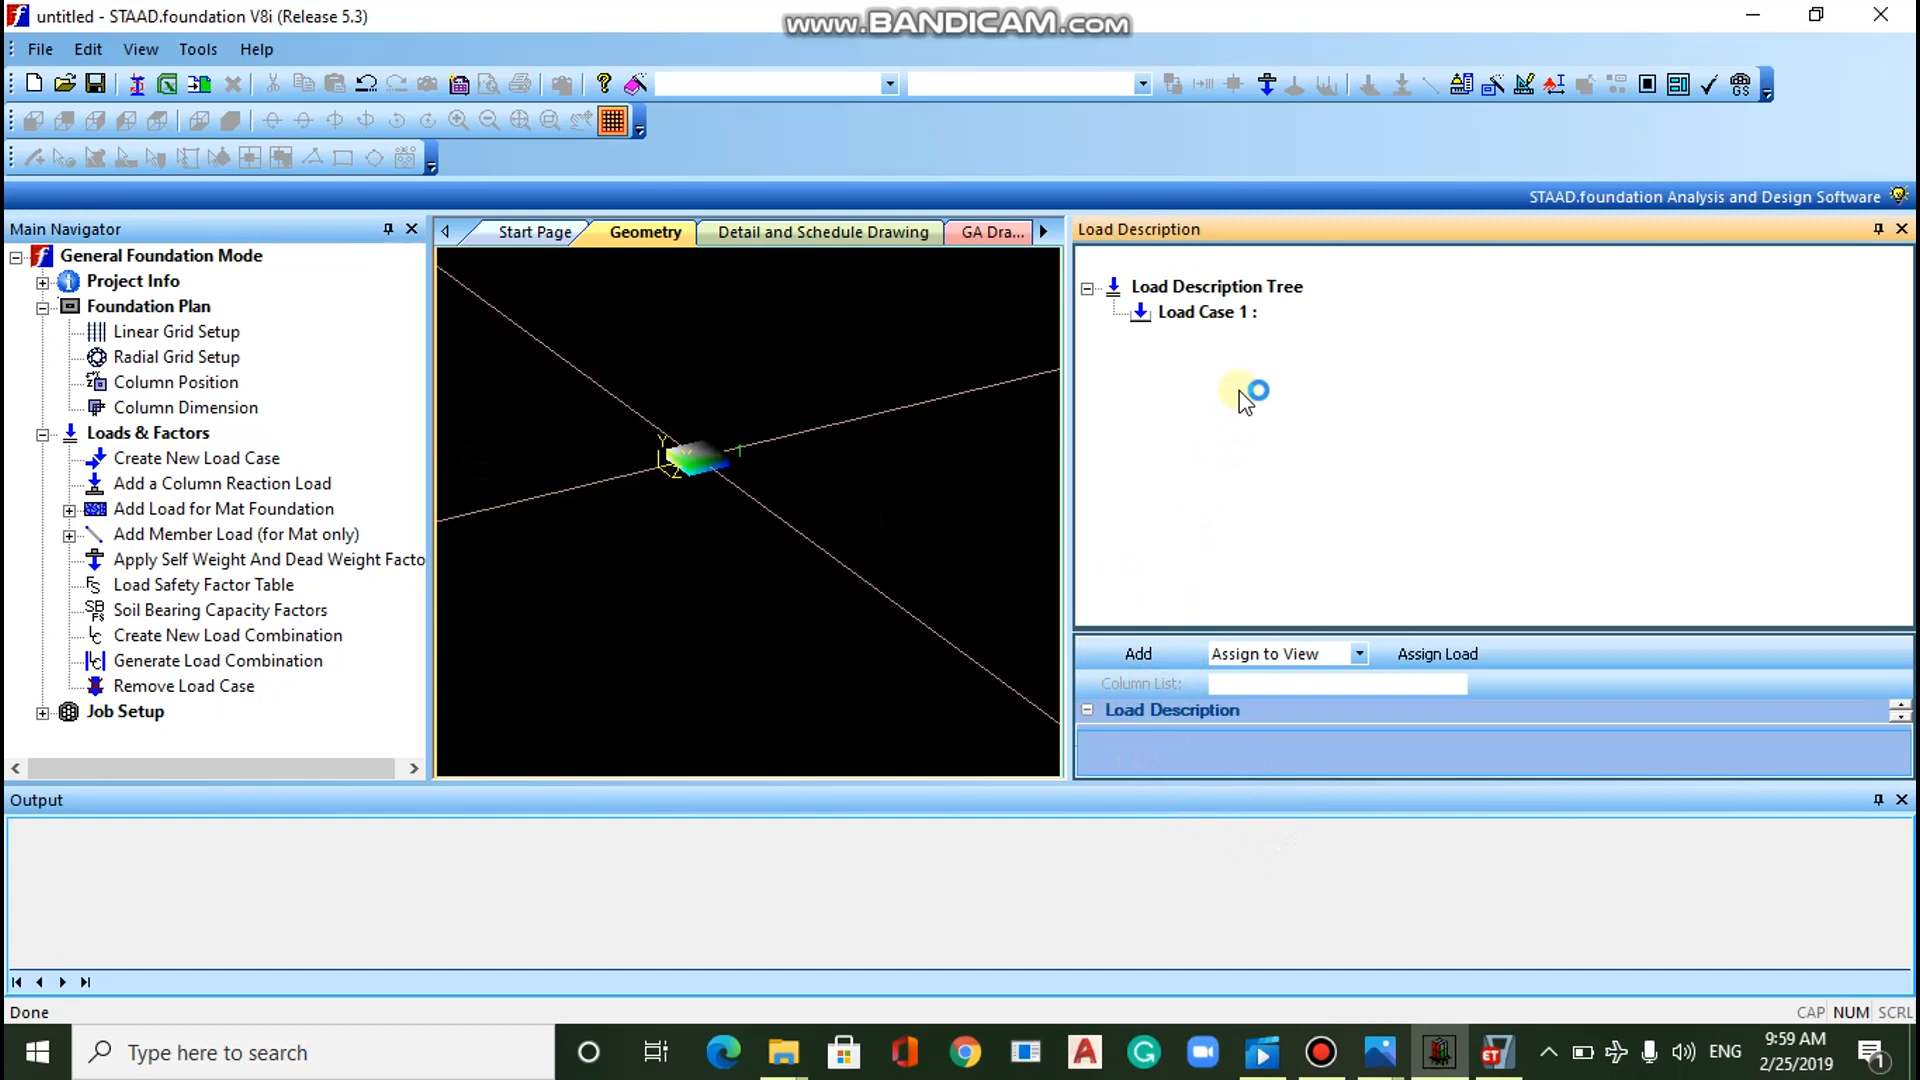 untitled - STAAD.foundation V8i (Release 5.3)
www.BANDICAM.com
File Edit View Tools Help
STAAD.foundation Analysis and Design Software
Main Navigator
General Foundation Mode
Project Info
Foundation Plan
Linear Grid Setup
Radial Grid Setup
Column Position
Column Dimension
Loads & Factors
Create New Load Case
Add a Column Reaction Load
Add Load for Mat Foundation
Add Member Load (for Mat only)
Apply Self Weight And Dead Weight Facto
Load Safety Factor Table
Soil Bearing Capacity Factors
Create New Load Combination
Generate Load Combination
Remove Load Case
Job Setup
Start Page Geometry Detail and Schedule Drawing GA Dra...
Y
Z
Load Description
Load Description Tree
Load Case 1 :
Add Assign to View Assign Load
Column List:
Load Description
Output
Done
CAP NUM SCRL
Type here to search
ENG
9:59 AM
2/25/2019
1